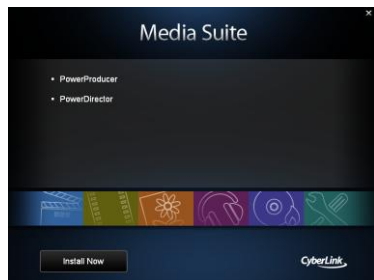 Media Suite
PowerProducer
PowerDirector
Install Now
CyberLink